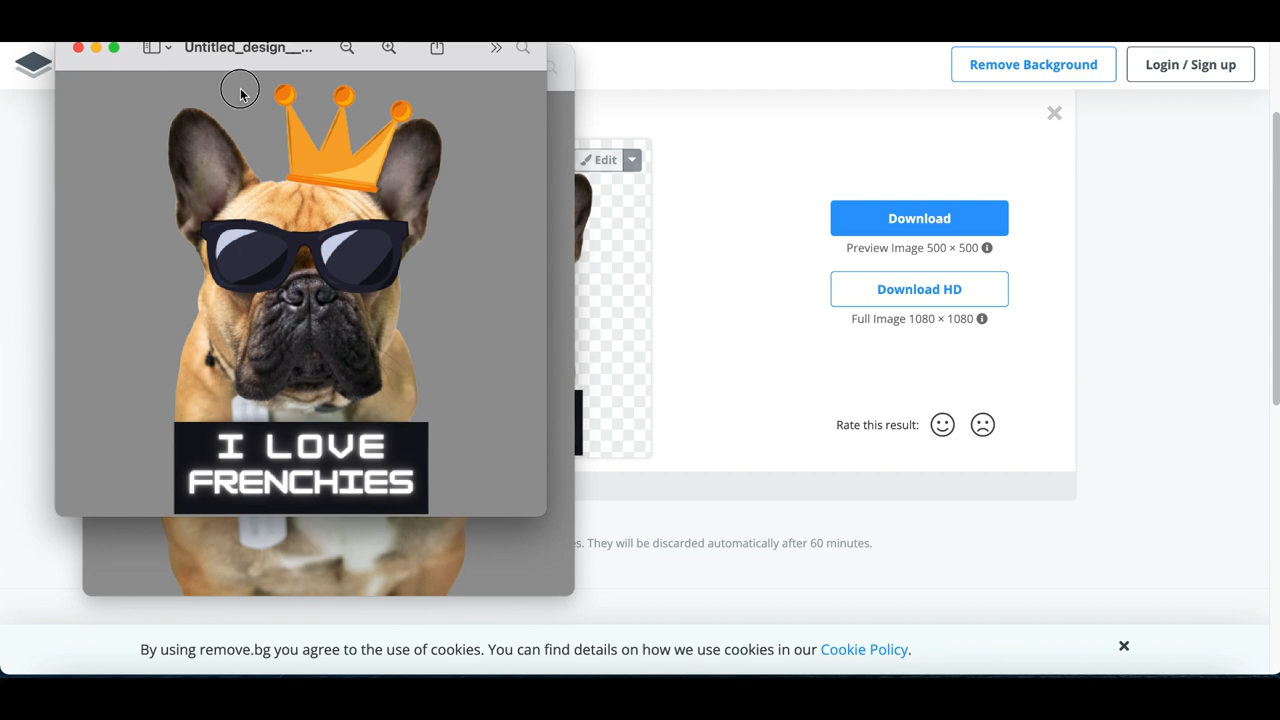 Untitled_design__...
Remove Background
Login / Sign up
Edit
Download
Preview Image 500 × 500
Download HD
Full Image 1080 × 1080
Rate this result:
I LOVE
FRENCHIES
They will be discarded automatically after 60 minutes.
By using remove.bg you agree to the use of cookies. You can find details on how we use cookies in our Cookie Policy.